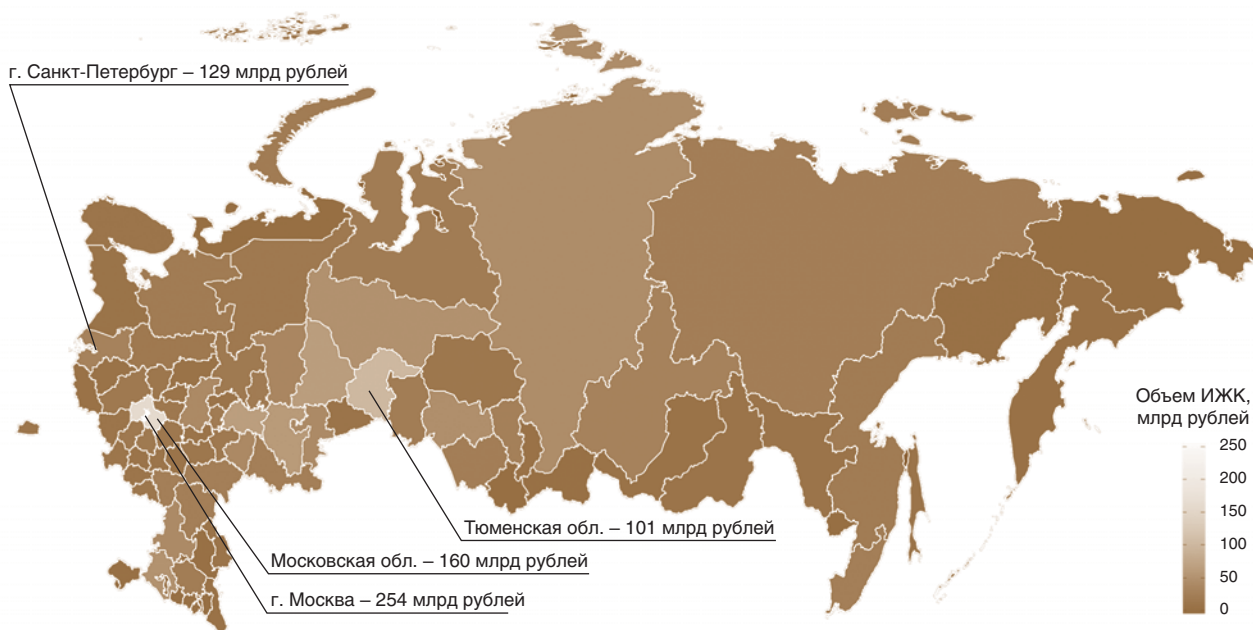 г. Санкт-Петербург – 129 млрд рублей
Объем ИЖК,
млрд рублей
250
200
150
100
50
0
Тюменская обл. – 101 млрд рублей
Московская обл. – 160 млрд рублей
г. Москва – 254 млрд рублей